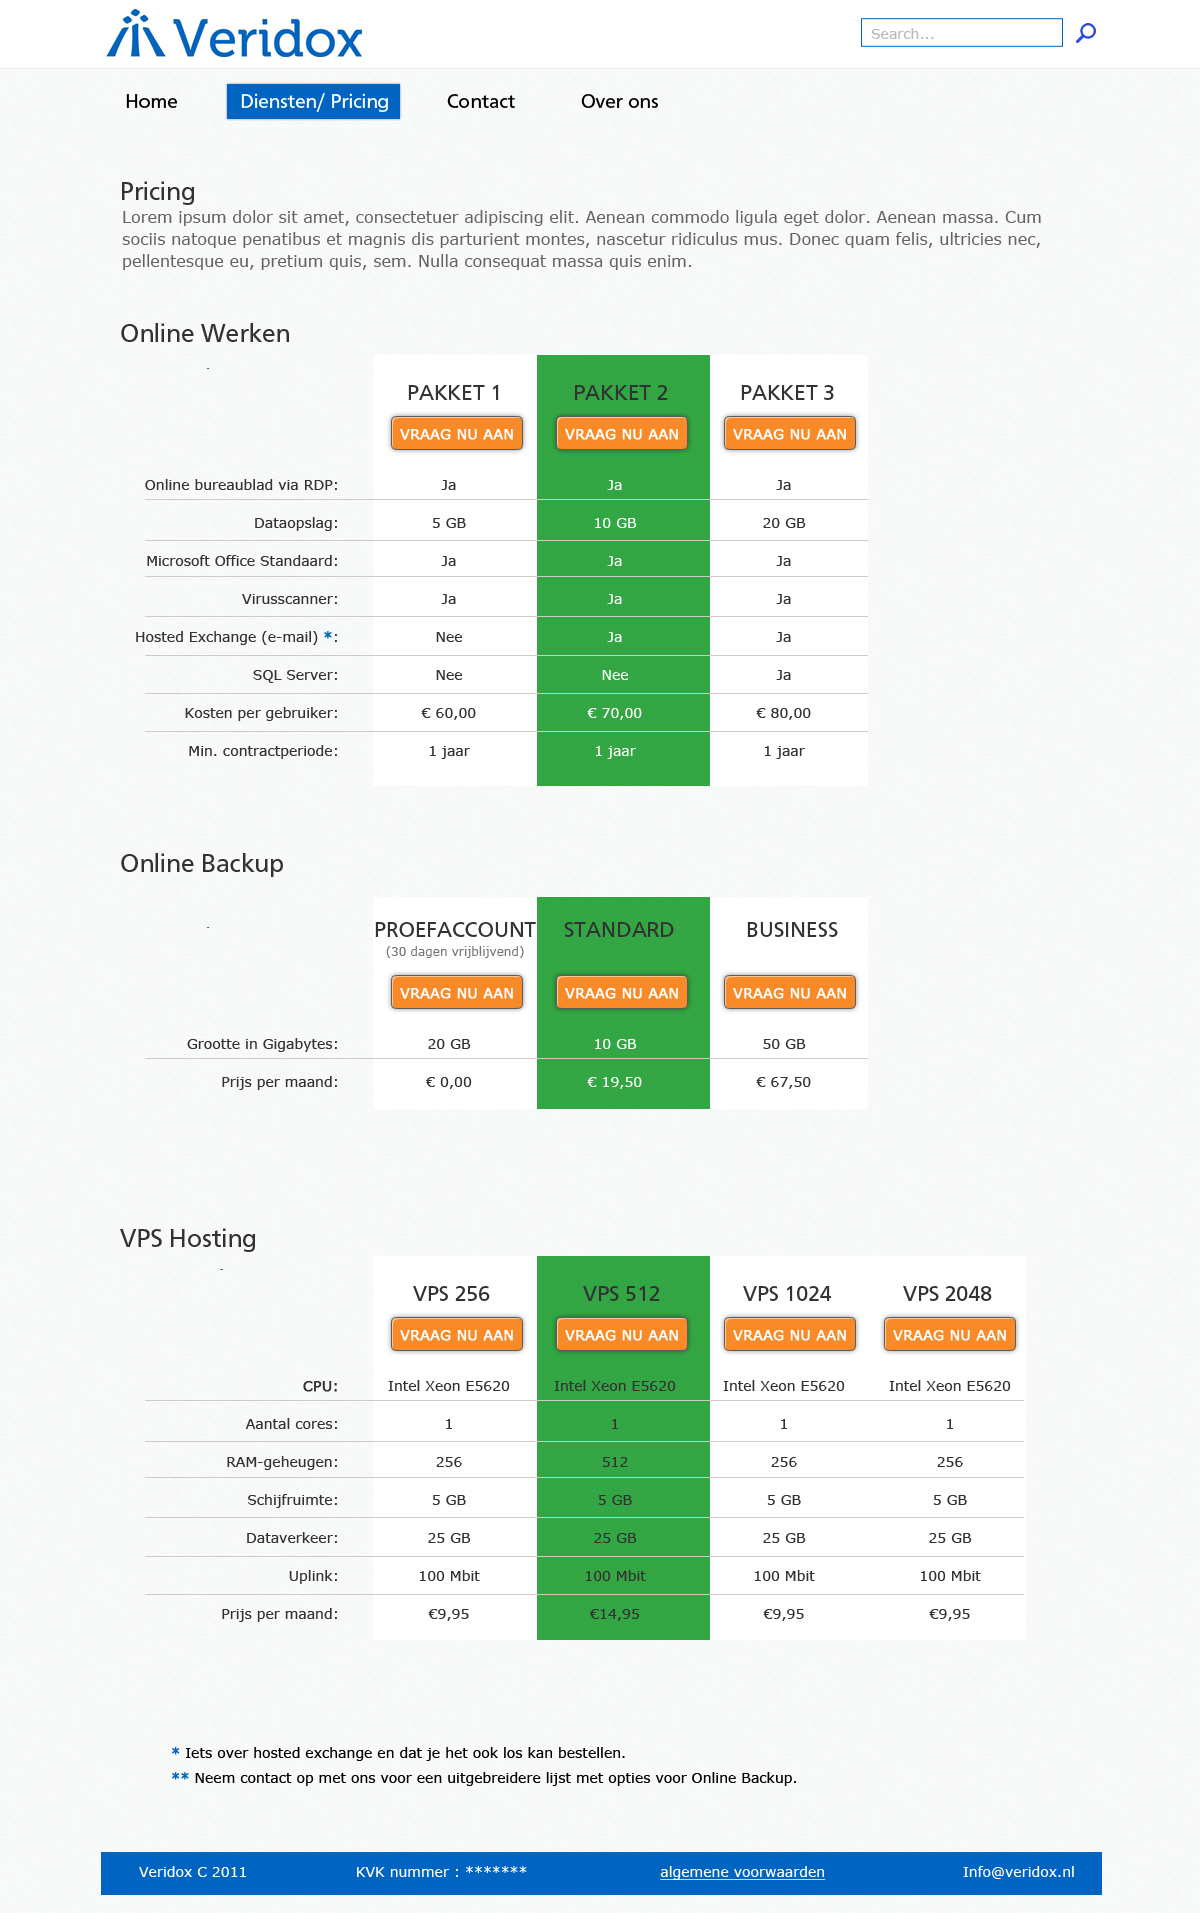 Veridox
Search...
Home Diensten/ Pricing Contact Over ons
Pricing
Lorem ipsum dolor sit amet, consectetuer adipiscing elit. Aenean commodo ligula eget dolor. Aenean massa. Cum
sociis natoque penatibus et magnis dis parturient montes, nascetur ridiculus mus. Donec quam felis, ultricies nec,
pellentesque eu, pretium quis, sem. Nulla consequat massa quis enim.
Online Werken
.
PAKKET 1 PAKKET 2 PAKKET 3
VRAAG NU AAN VRAAG NU AAN VRAAG NU AAN
Online bureaublad via RDP: Ja Ja Ja
Dataopslag: 5 GB 10 GB 20 GB
Microsoft Office Standaard: Ja Ja Ja
Virusscanner: Ja Ja Ja
Hosted Exchange (e-mail) *: Nee Ja Ja
SQL Server: Nee Nee Ja
Kosten per gebruiker: € 60,00 € 70,00 € 80,00
Min. contractperiode: 1 jaar 1 jaar 1 jaar
Online Backup
.
PROEFACCOUNT STANDARD BUSINESS
(30 dagen vrijblijvend)
VRAAG NU AAN VRAAG NU AAN VRAAG NU AAN
Grootte in Gigabytes: 20 GB 10 GB 50 GB
Prijs per maand: € 0,00 € 19,50 € 67,50
VPS Hosting
.
VPS 256 VPS 512 VPS 1024 VPS 2048
VRAAG NU AAN VRAAG NU AAN VRAAG NU AAN VRAAG NU AAN
CPU: Intel Xeon E5620 Intel Xeon E5620 Intel Xeon E5620 Intel Xeon E5620
Aantal cores: 1 1 1 1
RAM-geheugen: 256 512 256 256
Schijfruimte: 5 GB 5 GB 5 GB 5 GB
Dataverkeer: 25 GB 25 GB 25 GB 25 GB
Uplink: 100 Mbit 100 Mbit 100 Mbit 100 Mbit
Prijs per maand: €9,95 €14,95 €9,95 €9,95
* Iets over hosted exchange en dat je het ook los kan bestellen.
** Neem contact op met ons voor een uitgebreidere lijst met opties voor Online Backup.
Veridox C 2011 KVK nummer : ******* algemene voorwaarden Info@veridox.nl